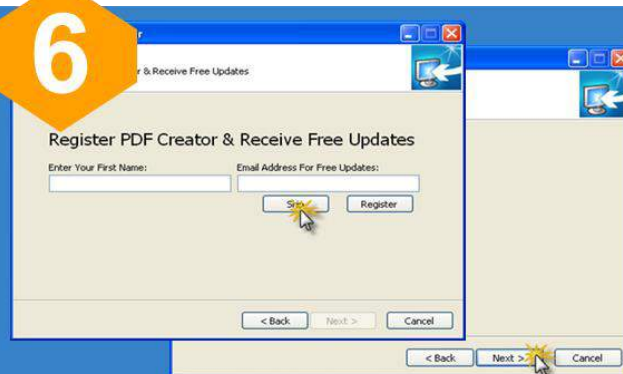 6
r & Receive Free Updates
Register PDF Creator & Receive Free Updates
Enter Your First Name: Email Address For Free Updates:
Register
< Back Next > Cancel
< Back Next > Cancel